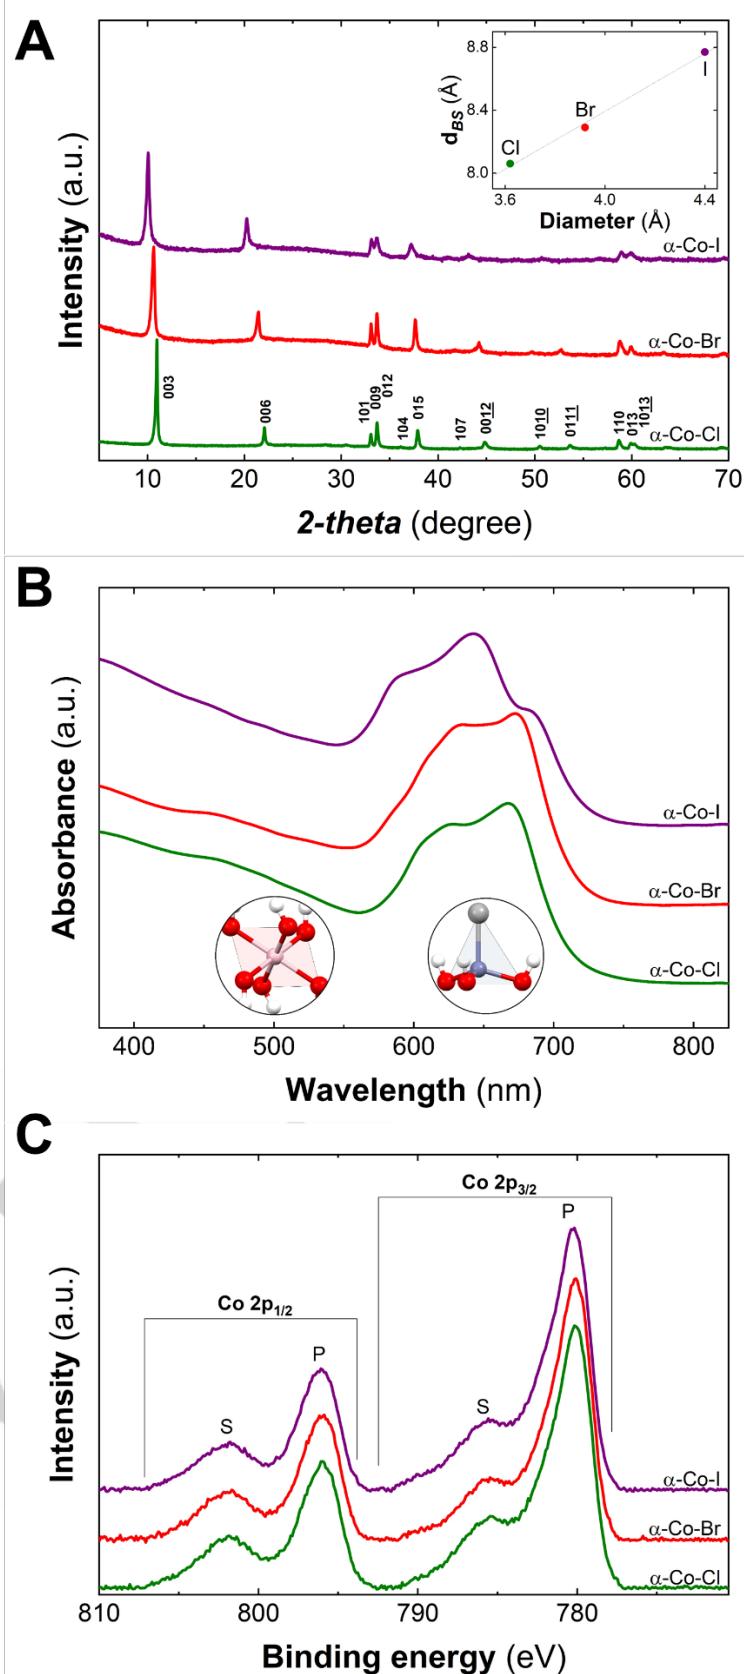 A
Intensity (a.u.)
d_BS (Å)
8.8
8.4
8.0
Cl
Br
I
3.6 4.0 4.4
Diameter (Å)
α-Co-I
α-Co-Br
α-Co-Cl
003
006
101
009
012
104
015
107
0012
1010
0111
110
013
1013
10 20 30 40 50 60 70
2-theta (degree)
B
Absorbance (a.u.)
α-Co-I
α-Co-Br
α-Co-Cl
400 500 600 700 800
Wavelength (nm)
C
Intensity (a.u.)
Co 2p3/2
P
Co 2p1/2
P
S
S
α-Co-I
α-Co-Br
α-Co-Cl
810 800 790 780
Binding energy (eV)